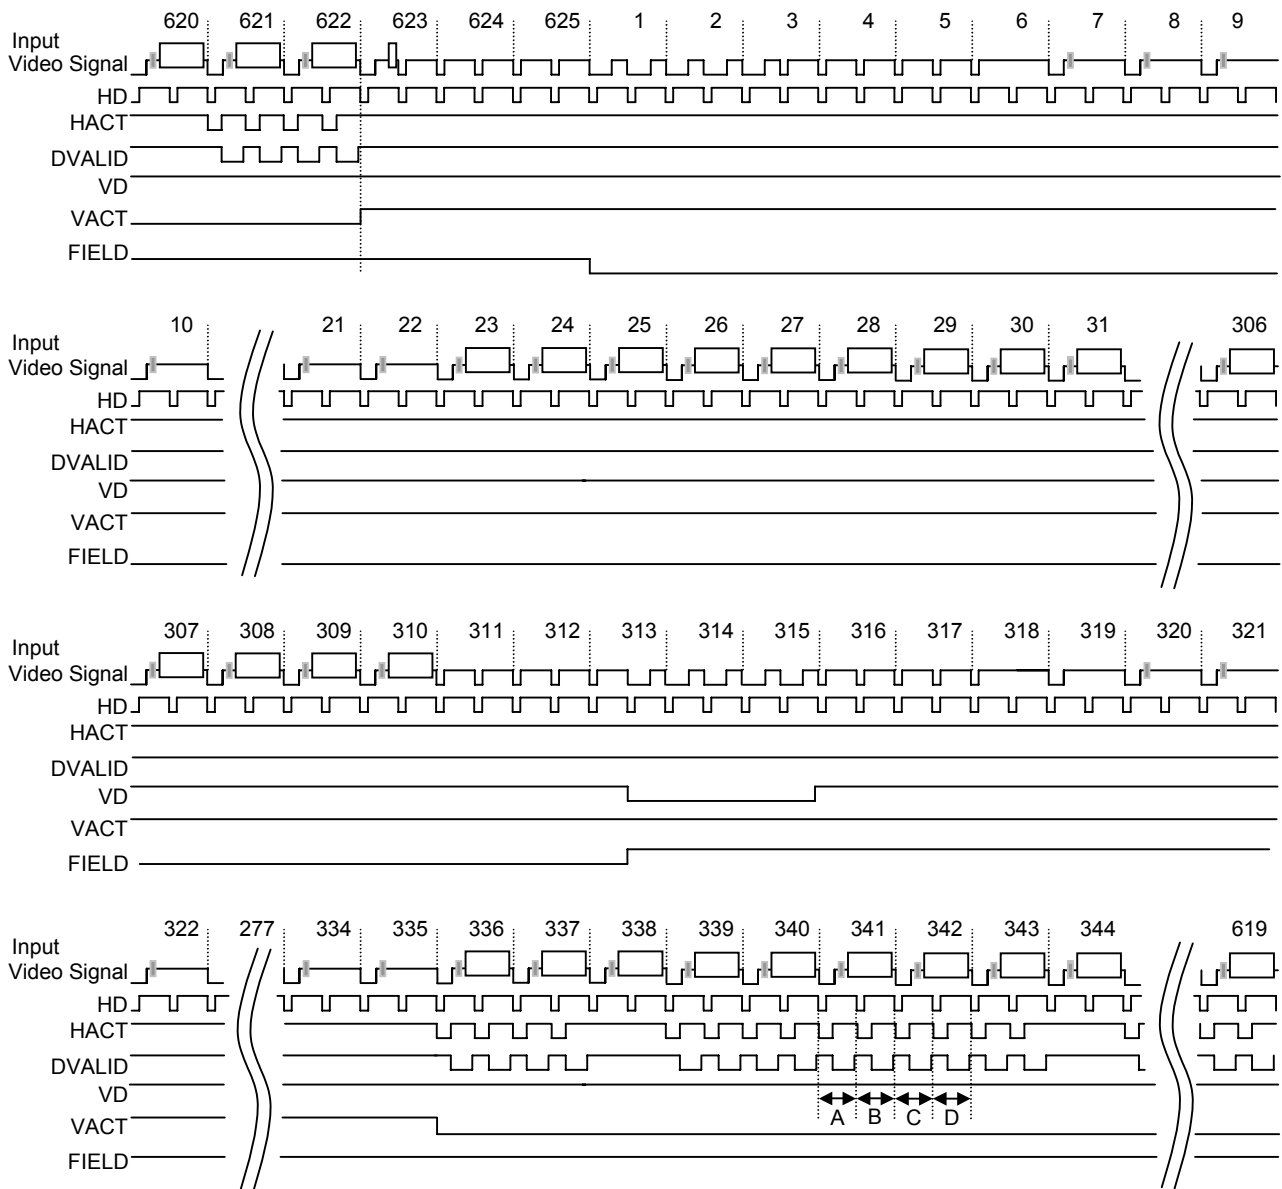 620 621 622 623 624 625 1 2 3 4 5 6 7 8 9
Input
Video Signal
HD
HACT
DVALID
VD
VACT
FIELD
10 21 22 23 24 25 26 27 28 29 30 31 306
Input
Video Signal
HD
HACT
DVALID
VD
VACT
FIELD
307 308 309 310 311 312 313 314 315 316 317 318 319 320 321
Input
Video Signal
HD
HACT
DVALID
VD
VACT
FIELD
322 277 334 335 336 337 338 339 340 341 342 343 344 619
Input
Video Signal
HD
HACT
DVALID
VD
A B C D
VACT
FIELD